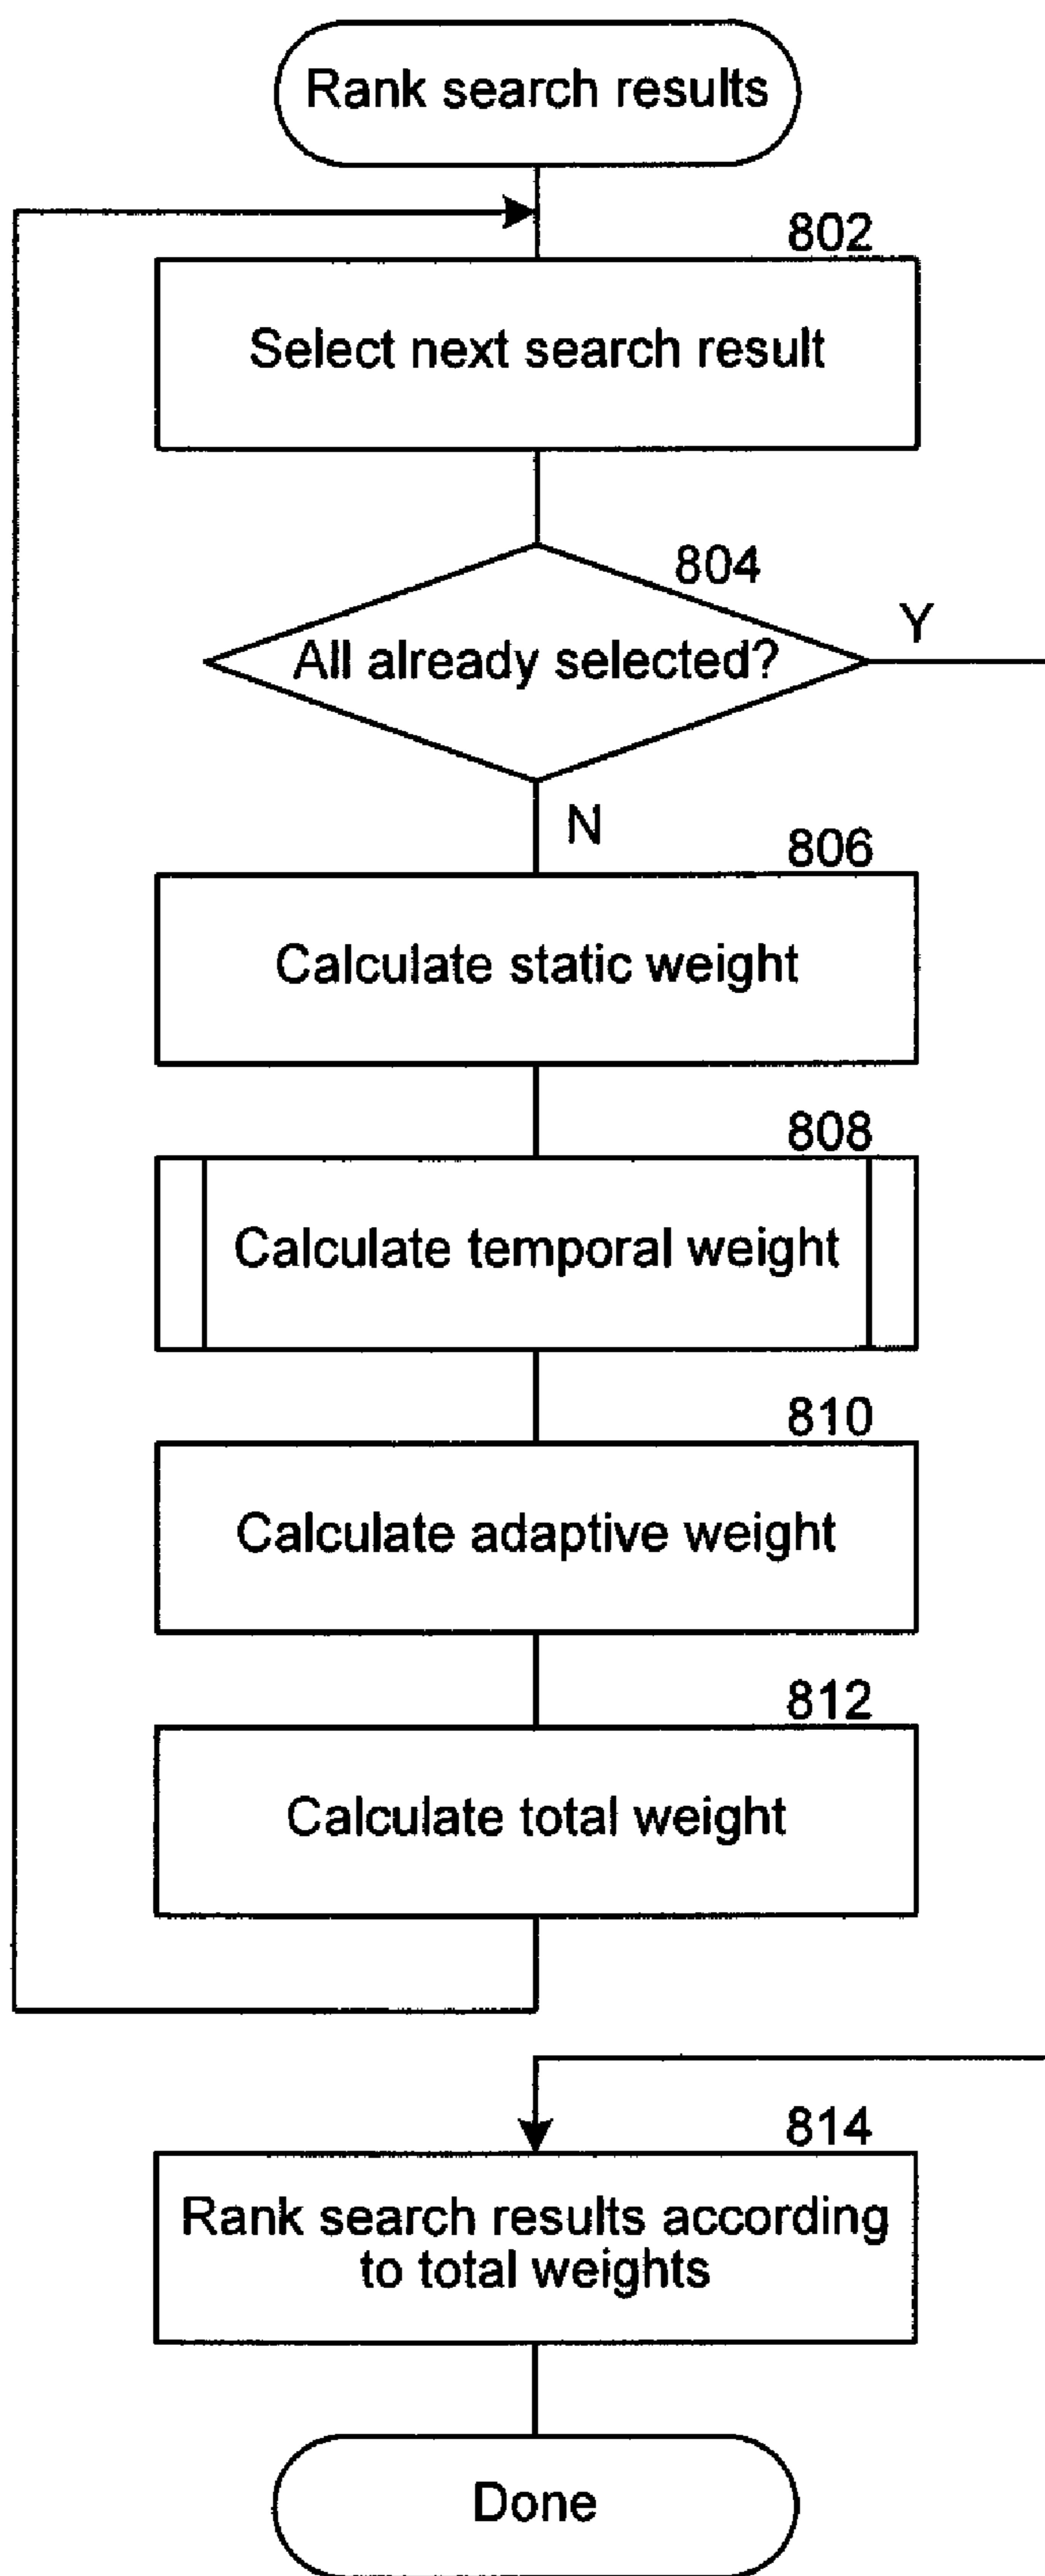 Rank search results
802
Select next search result
804
All already selected?
Y
N
806
Calculate static weight
808
Calculate temporal weight
810
Calculate adaptive weight
812
Calculate total weight
814
Rank search results according
to total weights
Done